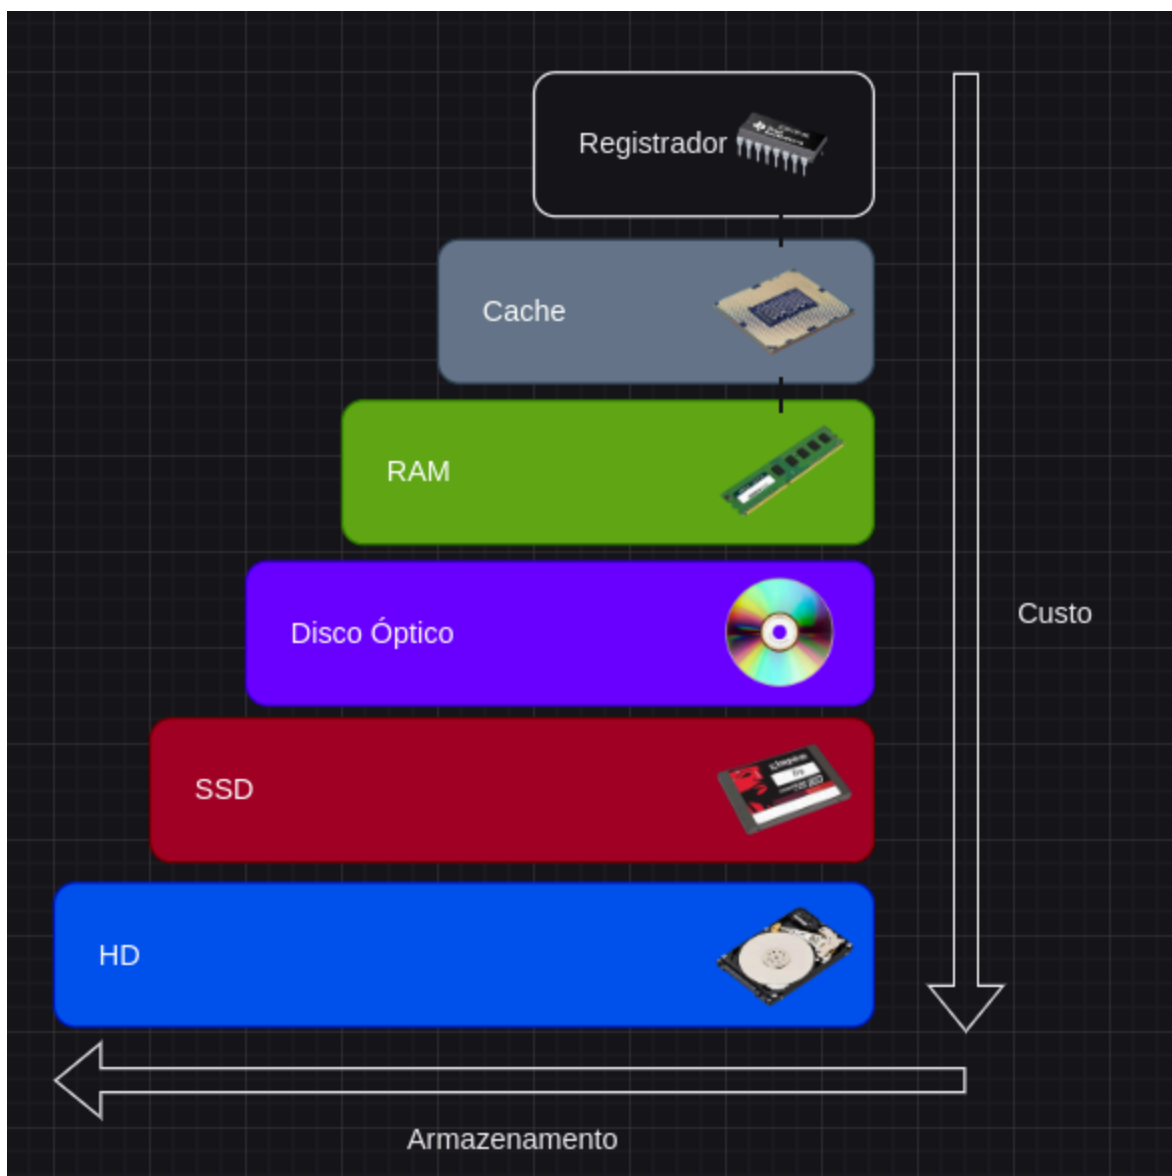 Registrador
Cache
RAM
Disco Óptico
Custo
SSD
HD
Armazenamento